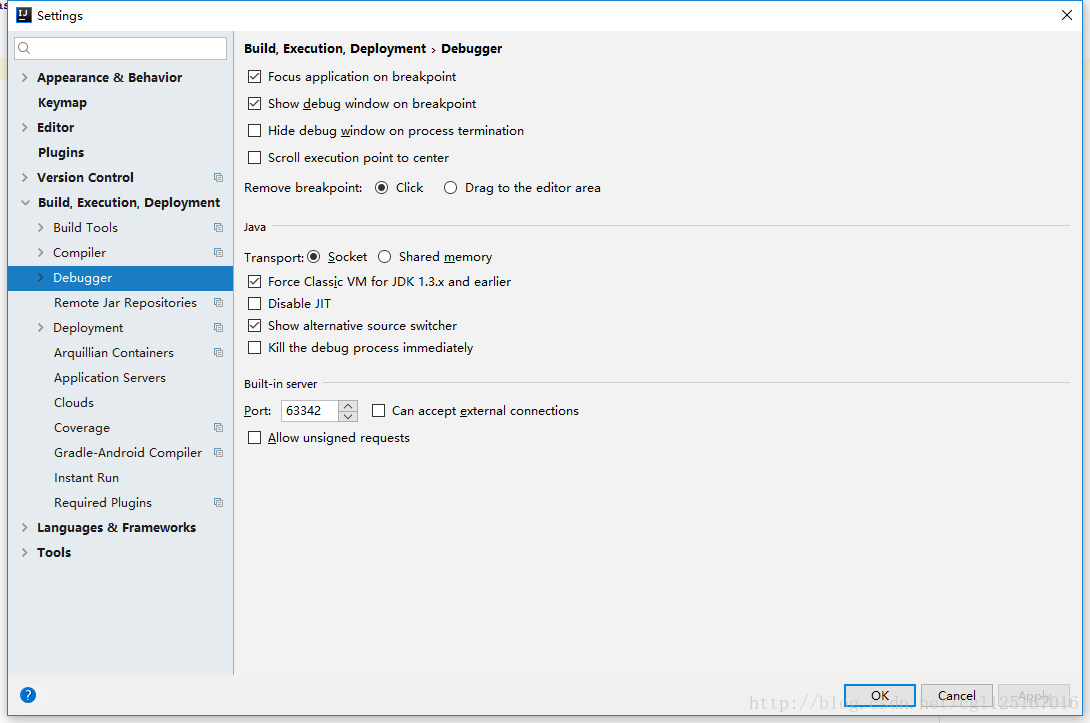 Settings
Appearance & Behavior
Keymap
Editor
Plugins
Version Control
Build, Execution, Deployment
Build Tools
Compiler
Debugger
Remote Jar Repositories
Deployment
Arquillian Containers
Application Servers
Clouds
Coverage
Gradle-Android Compiler
Instant Run
Required Plugins
Languages & Frameworks
Tools
Build, Execution, Deployment › Debugger
Focus application on breakpoint
Show debug window on breakpoint
Hide debug window on process termination
Scroll execution point to center
Remove breakpoint: Click Drag to the editor area
Java
Transport: Socket Shared memory
Force Classic VM for JDK 1.3.x and earlier
Disable JIT
Show alternative source switcher
Kill the debug process immediately
Built-in server
Port: 63342 Can accept external connections
Allow unsigned requests
? OK Cancel Apply